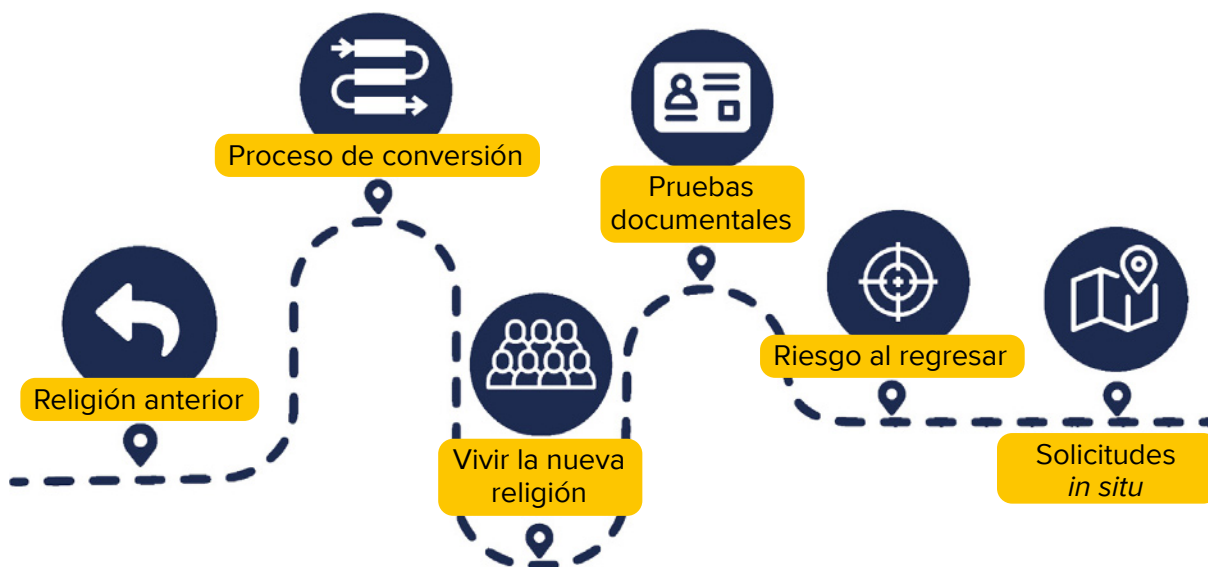 Religión anterior
Proceso de conversión
Vivir la nueva
religión
Pruebas
documentales
Riesgo al regresar
Solicitudes
in situ